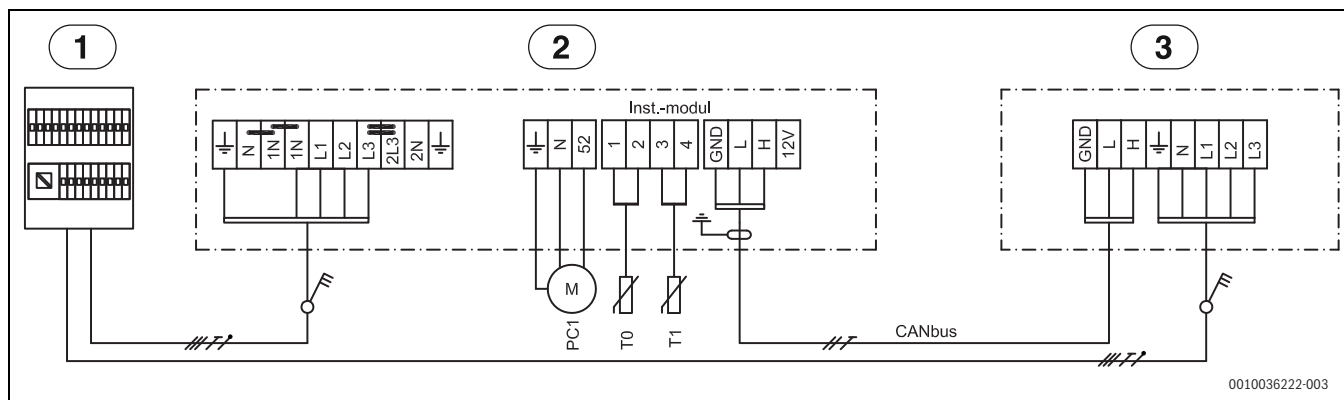 1
2
3
Inst.-modul
N
1N
1N
L1
L2
L3
2L3
2N
N
52
1
2
3
4
GND
L
H
12V
GND
L
H
N
L1
L2
L3
M
PC1
T0
T1
CANbus
0010036222-003